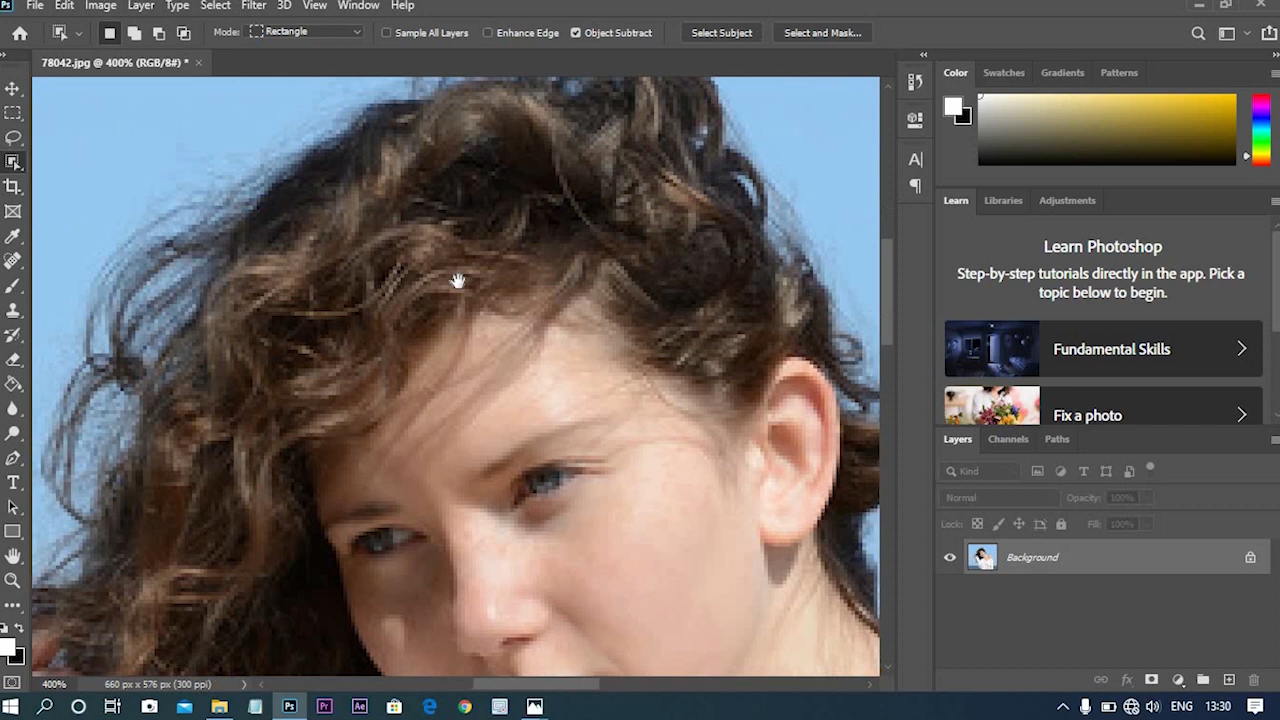 Ps File Edit Image Layer Type Select Filter 3D View Window Help
Mode: Rectangle Sample All Layers Enhance Edge Object Subtract Select Subject Select and Mask...
78042.jpg @ 400% (RGB/8#) * ×
Color Swatches Gradients Patterns
A|
Learn Libraries Adjustments
Learn Photoshop
Step-by-step tutorials directly in the app. Pick a
topic below to begin.
Fundamental Skills
Fix a photo
Layers Channels Paths
Kind
Normal Opacity: 100%
Lock: Fill: 100%
Background
400% 660 px x 576 px (300 ppi)
Ps Pr Ae ENG 13:30